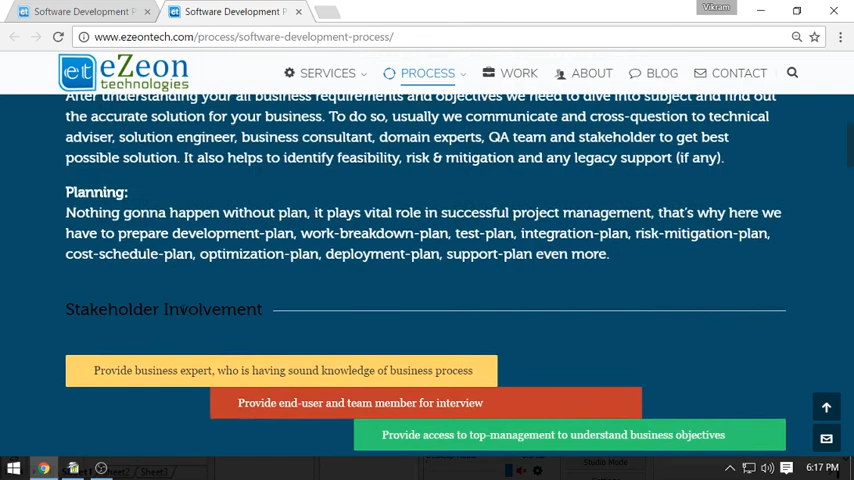 Vikram
Software Development P
Software Development P
www.ezeontech.com/process/software-development-process/
et eZeon technologies
SERVICES PROCESS WORK ABOUT BLOG CONTACT
After understanding your all business requirements and objectives we need to dive into subject and find out
the accurate solution for your business. To do so, usually we communicate and cross-question to technical
adviser, solution engineer, business consultant, domain experts, QA team and stakeholder to get best
possible solution. It also helps to identify feasibility, risk & mitigation and any legacy support (if any).
Planning:
Nothing gonna happen without plan, it plays vital role in successful project management, that's why here we
have to prepare development-plan, work-breakdown-plan, test-plan, integration-plan, risk-mitigation-plan,
cost-schedule-plan, optimization-plan, deployment-plan, support-plan even more.
Stakeholder Involvement
Provide business expert, who is having sound knowledge of business process
Provide end-user and team member for interview
Provide access to top-management to understand business objectives
Sheet1 Sheet2 Sheet3
Studio Mode
6:17 PM